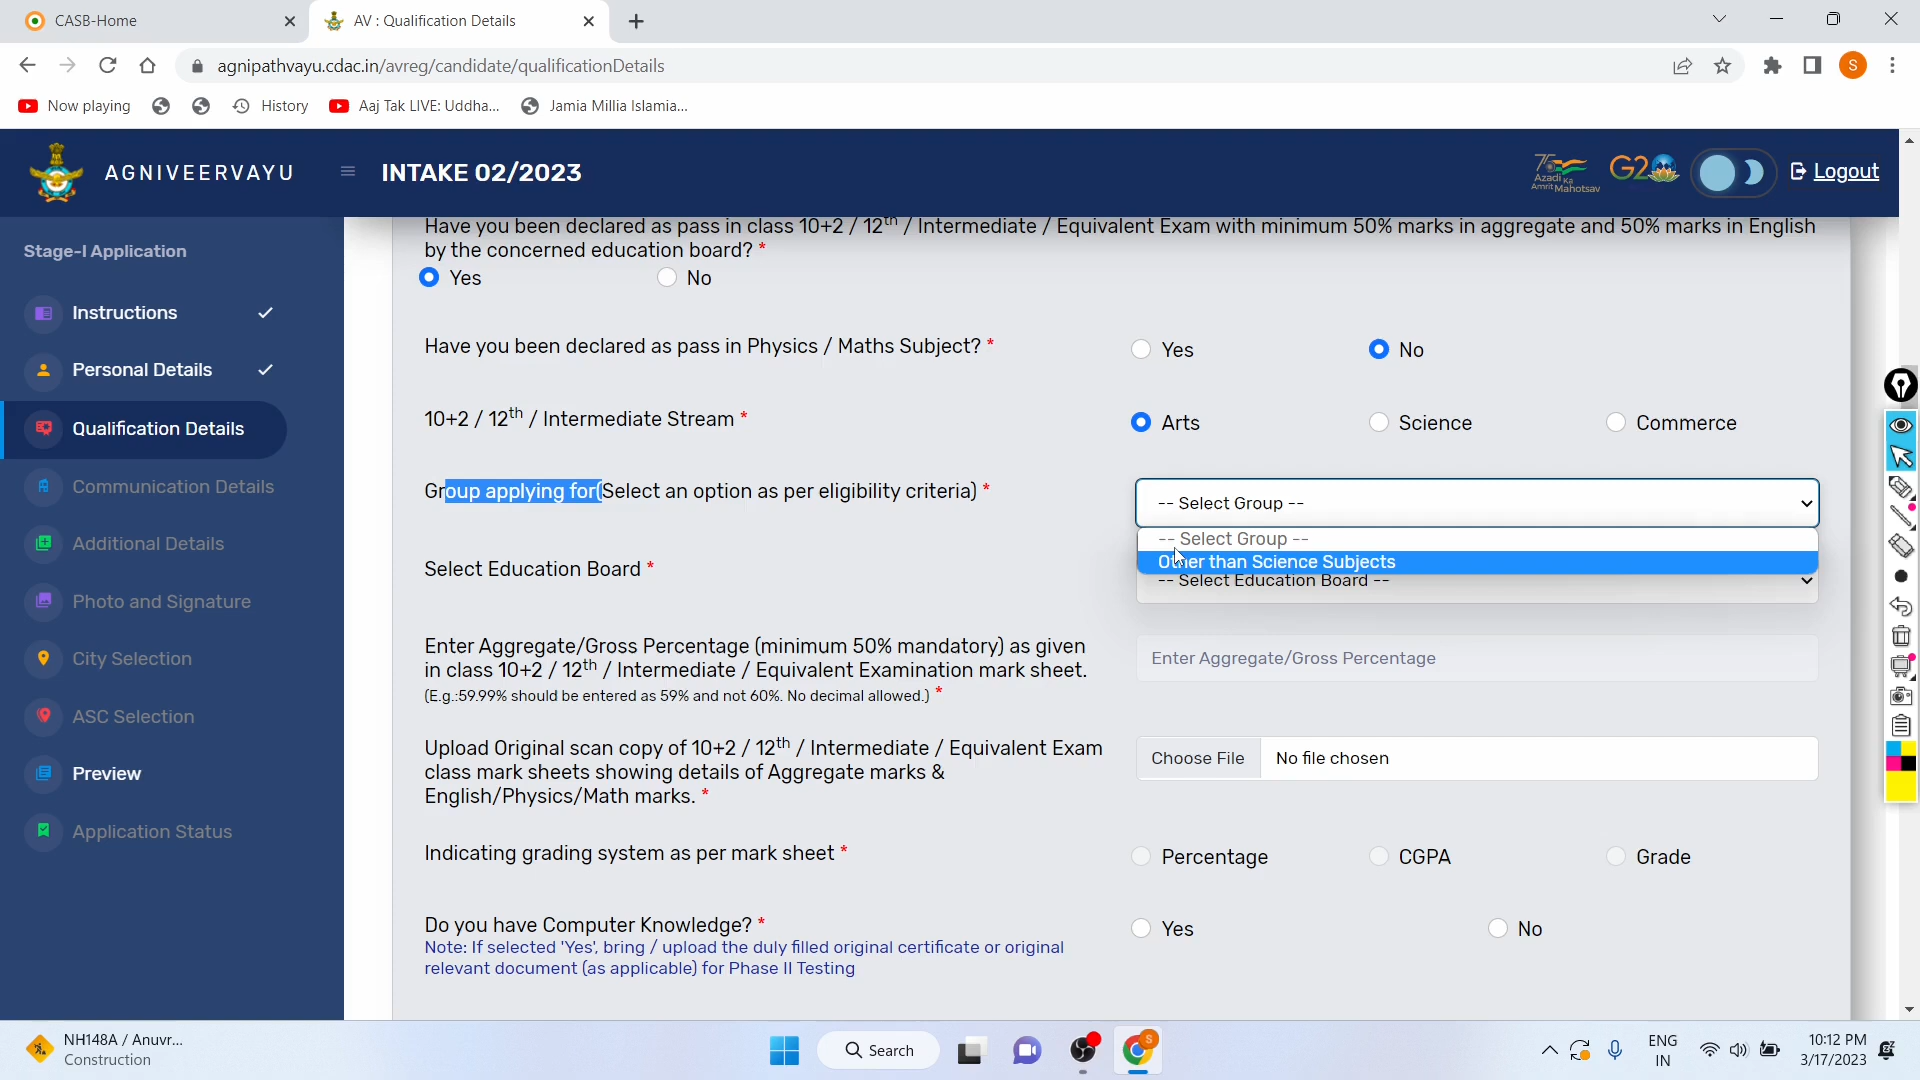 CASB-Home
AV : Qualification Details
agnipathvayu.cdac.in/avreg/candidate/qualificationDetails
S
Now playing
History
Aaj Tak LIVE: Uddha...
Jamia Millia Islamia...
AGNIVEERVAYU
INTAKE 02/2023
75 Azadi Ka Amrit Mahotsav
G20
Logout
Stage-I Application
Instructions
Personal Details
Qualification Details
Communication Details
Additional Details
Photo and Signature
City Selection
ASC Selection
Preview
Application Status
Have you been declared as pass in class 10+2 / 12th / Intermediate / Equivalent Exam with minimum 50% marks in aggregate and 50% marks in English
by the concerned education board? *
Yes No
Have you been declared as pass in Physics / Maths Subject? * Yes No
10+2 / 12th / Intermediate Stream * Arts Science Commerce
Group applying for(Select an option as per eligibility criteria) * -- Select Group --
-- Select Group --
Other than Science Subjects
Select Education Board * -- Select Education Board --
Enter Aggregate/Gross Percentage (minimum 50% mandatory) as given
in class 10+2 / 12th / Intermediate / Equivalent Examination mark sheet.
(E.g.:59.99% should be entered as 59% and not 60%. No decimal allowed.) *
Enter Aggregate/Gross Percentage
Upload Original scan copy of 10+2 / 12th / Intermediate / Equivalent Exam
class mark sheets showing details of Aggregate marks &
English/Physics/Math marks. *
Choose File No file chosen
Indicating grading system as per mark sheet * Percentage CGPA Grade
Do you have Computer Knowledge? * Yes No
Note: If selected 'Yes', bring / upload the duly filled original certificate or original
relevant document (as applicable) for Phase II Testing
NH148A / Anuvr...
Construction
Search
S
ENG
IN
10:12 PM
3/17/2023